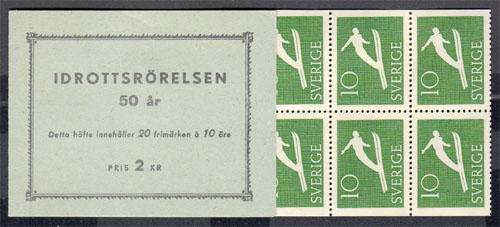 IDROTTSRÖRELSEN
50 år
Detta häfte innehåller 20 frimärken à 10 öre
PRIS 2 KR
10 SVERIGE
10 SVERIGE
10 SVERIGE
10 SVERIGE
10 SVERIGE
10 SVERIGE